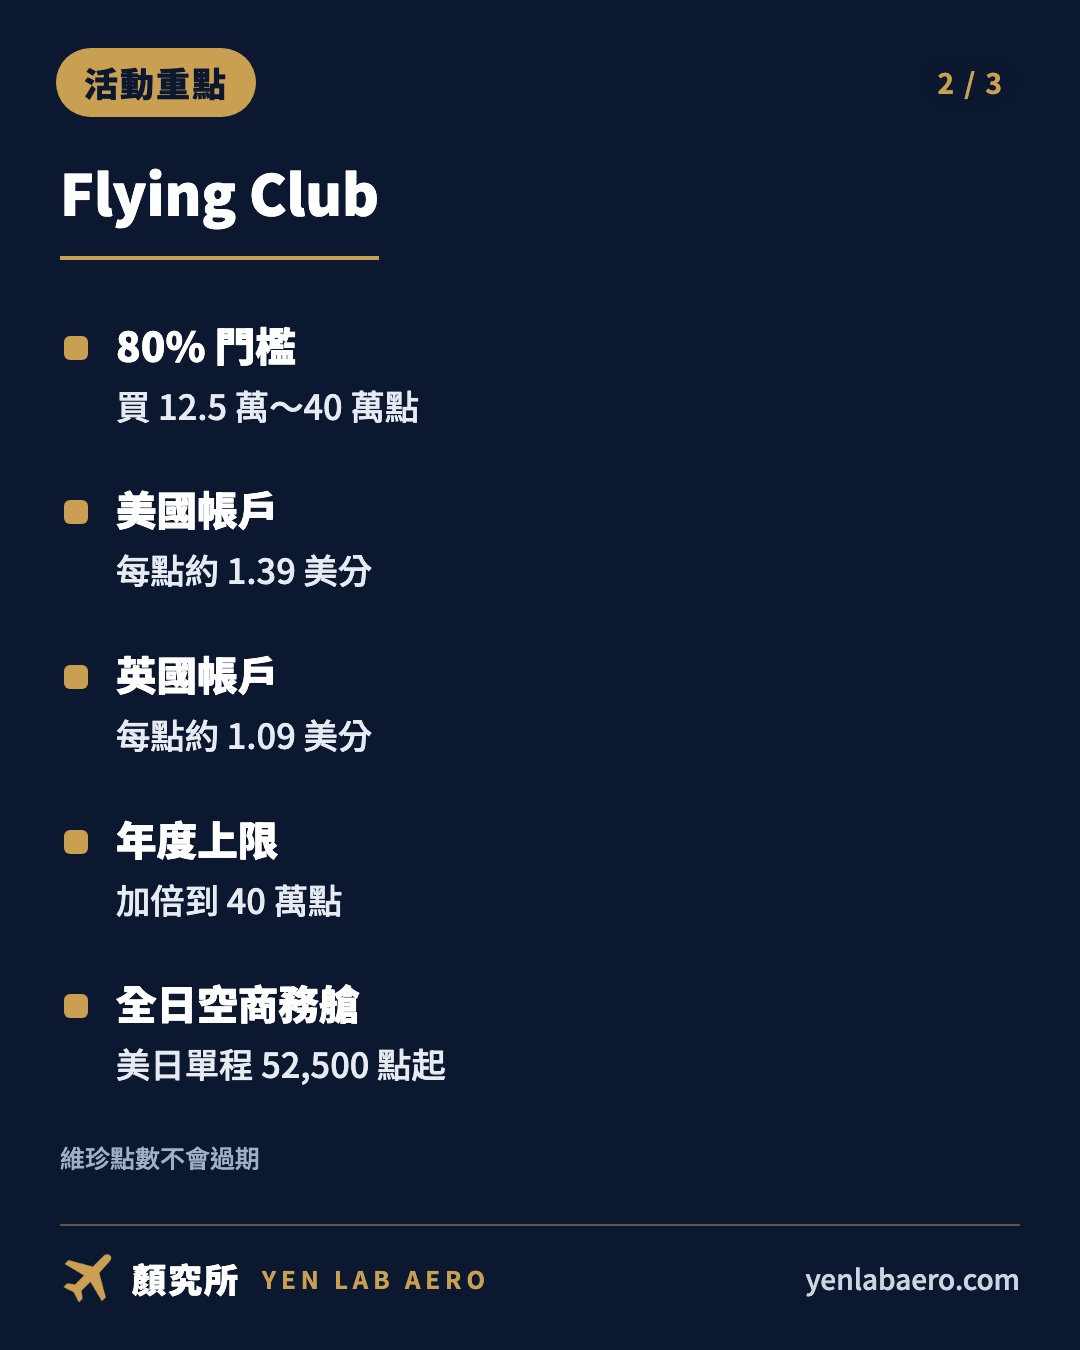 活動重點
2 / 3
Flying Club
80% 門檻
買 12.5 萬～40 萬點
美國帳戶
每點約 1.39 美分
英國帳戶
每點約 1.09 美分
年度上限
加倍到 40 萬點
全日空商務艙
美日單程 52,500 點起
維珍點數不會過期
顏究所 YEN LAB AERO
yenlabaero.com